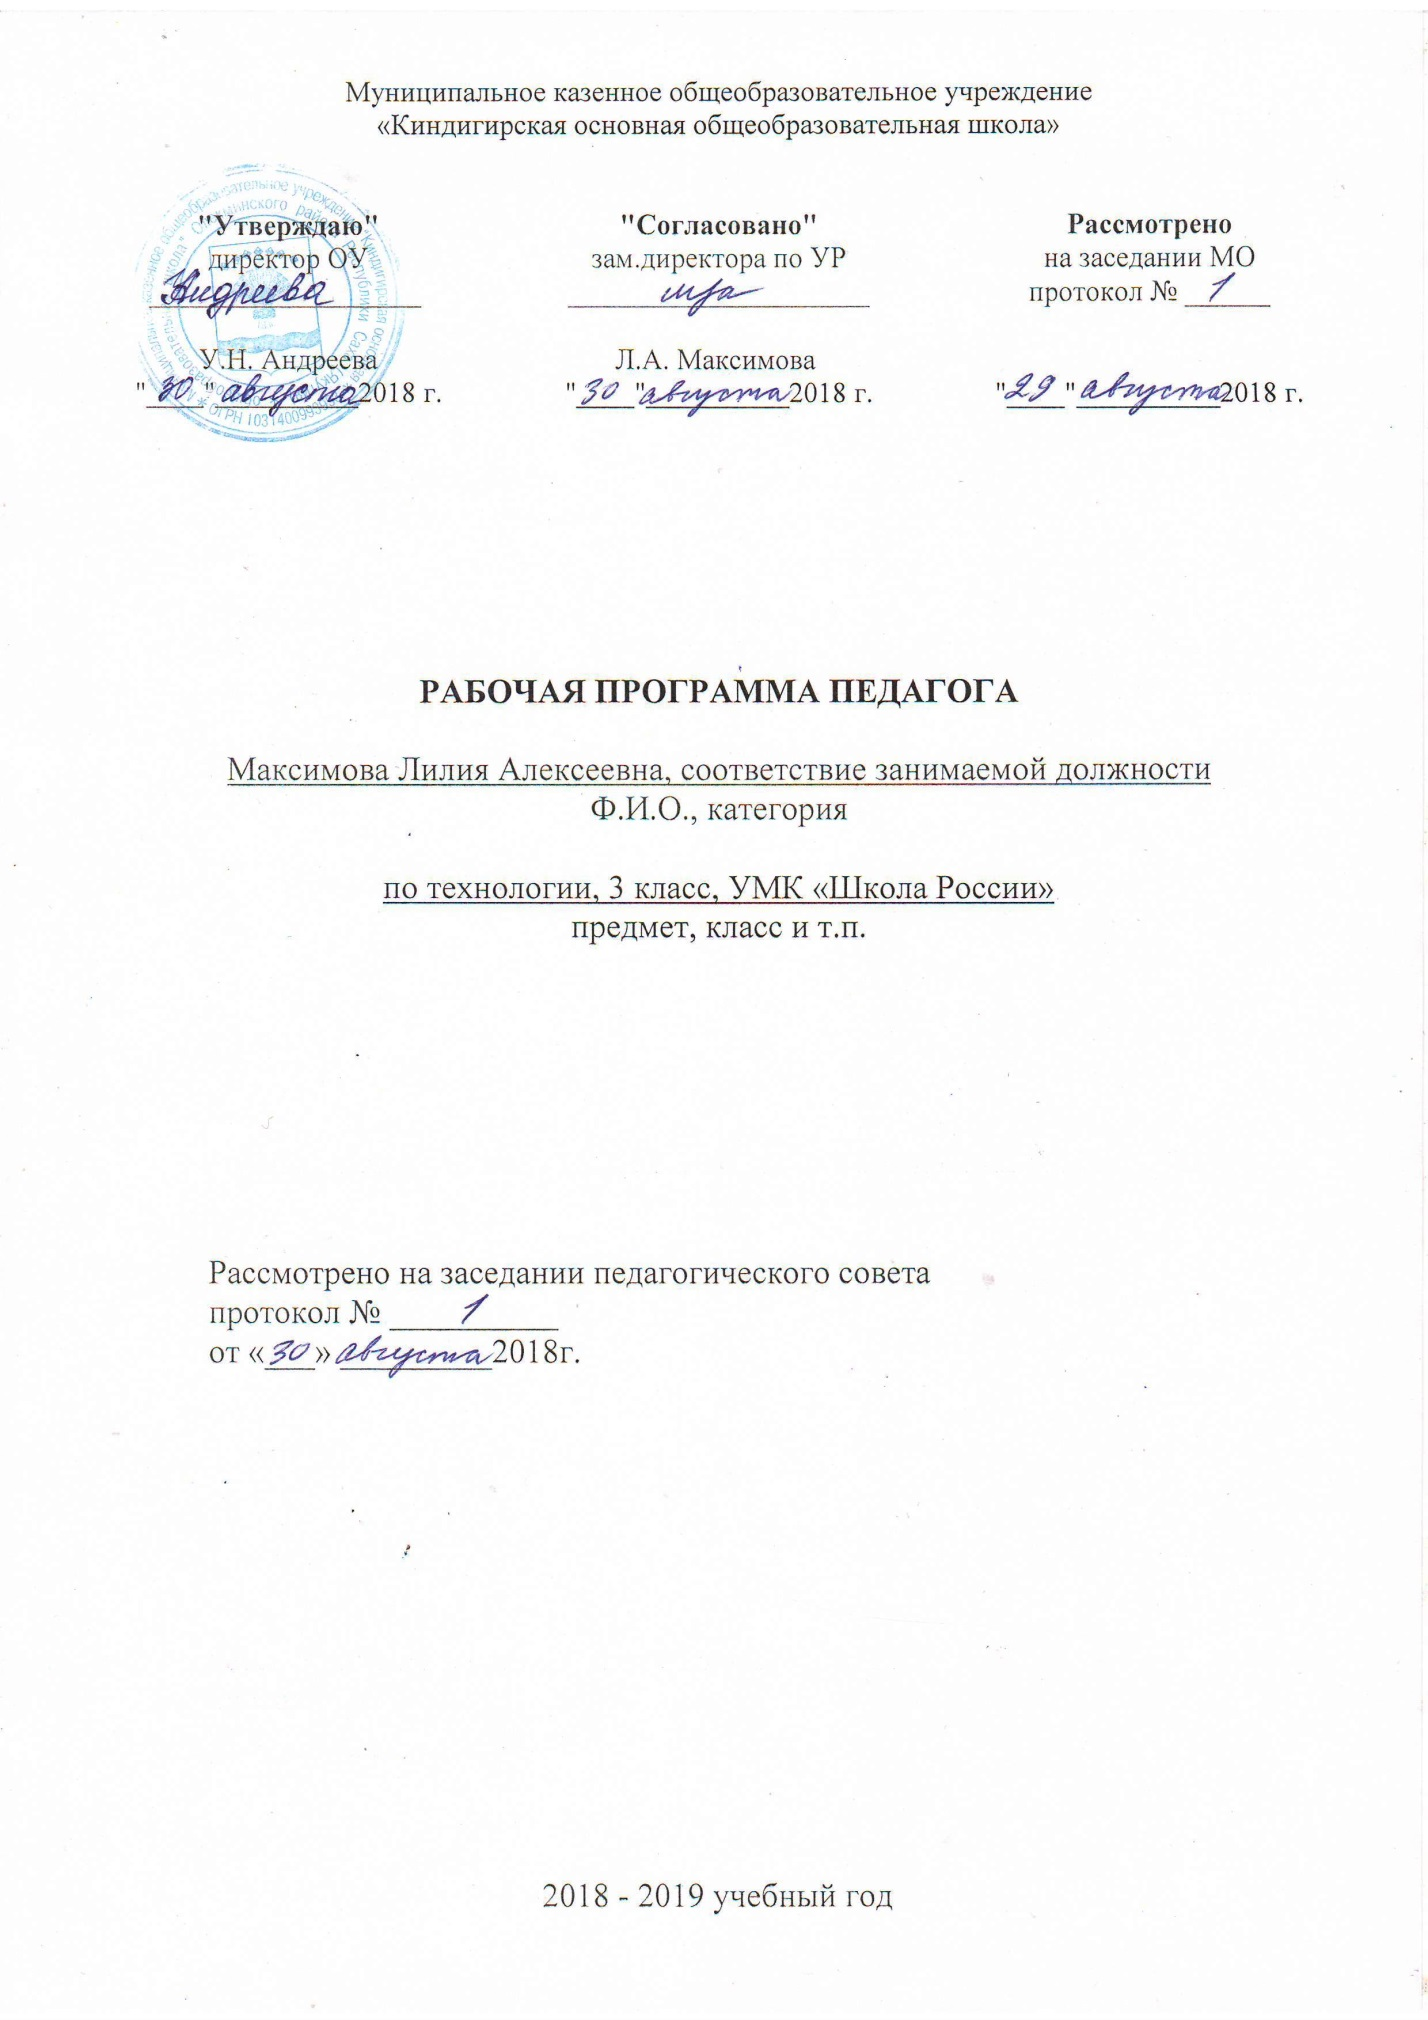 Муниципальное казенное общеобразовательное учреждение
«Киндигирская основная общеобразовательная школа»
"Утверждаю"
директор ОУ
Андреева
У.Н. Андреева
"30" августа 2018 г.
"Согласовано"
зам.директора по УР
Л.А. Максимова
"30" августа 2018 г.
Рассмотрено
на заседании МО
протокол № 1
"29" августа 2018 г.
РАБОЧАЯ ПРОГРАММА ПЕДАГОГА
Максимова Лилия Алексеевна, соответствие занимаемой должности
Ф.И.О., категория
по технологии, 3 класс, УМК «Школа России»
предмет, класс и т.п.
Рассмотрено на заседании педагогического совета
протокол № 1
от «30» августа 2018г.
2018 - 2019 учебный год